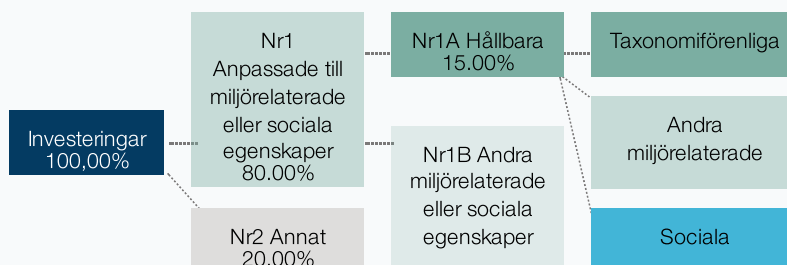 Investeringar
100,00%
Nr1
Anpassade till
miljörelaterade
eller sociala
egenskaper
80.00%
Nr2 Annat
20.00%
Nr1A Hållbara
15.00%
Nr1B Andra
miljörelaterade
eller sociala
egenskaper
Taxonomiförenliga
Andra
miljörelaterade
Sociala